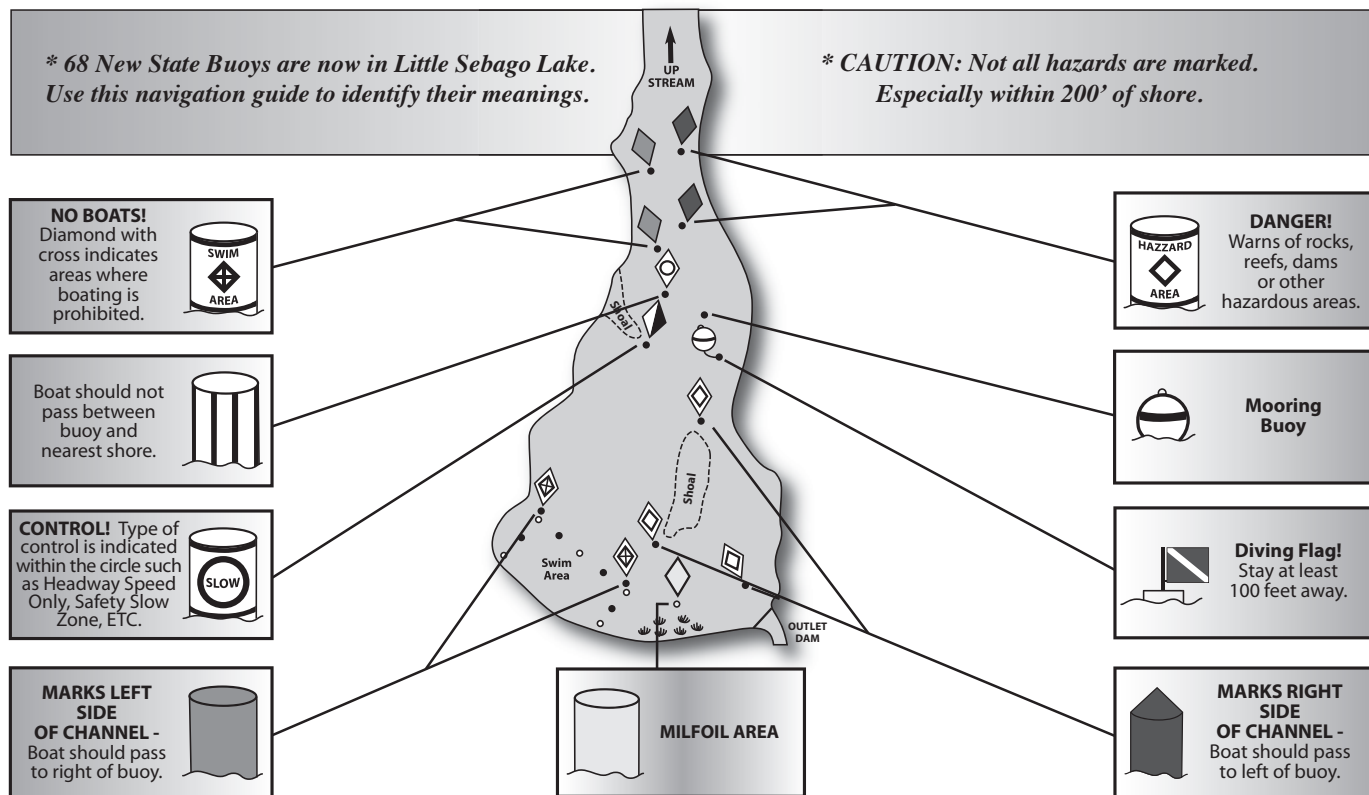 * 68 New State Buoys are now in Little Sebago Lake.
Use this navigation guide to identify their meanings.
* CAUTION: Not all hazards are marked.
Especially within 200’ of shore.
UP
STREAM
NO BOATS!
Diamond with
cross indicates
areas where
boating is
prohibited.
SWIM
AREA
Boat should not
pass between
buoy and
nearest shore.
CONTROL! Type of
control is indicated
within the circle such
as Headway Speed
Only, Safety Slow
Zone, ETC.
SLOW
MARKS LEFT
SIDE
OF CHANNEL -
Boat should pass
to right of buoy.
Shoal
Shoal
Swim
Area
OUTLET
DAM
MILFOIL AREA
HAZZARD
AREA
DANGER!
Warns of rocks,
reefs, dams
or other
hazardous areas.
Mooring
Buoy
Diving Flag!
Stay at least
100 feet away.
MARKS RIGHT
SIDE
OF CHANNEL -
Boat should pass
to left of buoy.